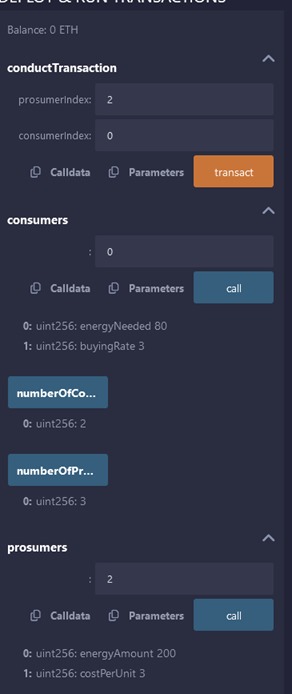 DEPLOY & RUN TRANSACTIONS
Balance: 0 ETH
conductTransaction
prosumerIndex: 2
consumerIndex: 0
Calldata Parameters transact
consumers
: 0
Calldata Parameters call
0: uint256: energyNeeded 80
1: uint256: buyingRate 3
numberOfCo...
0: uint256: 2
numberOfPr...
0: uint256: 3
prosumers
: 2
Calldata Parameters call
0: uint256: energyAmount 200
1: uint256: costPerUnit 3